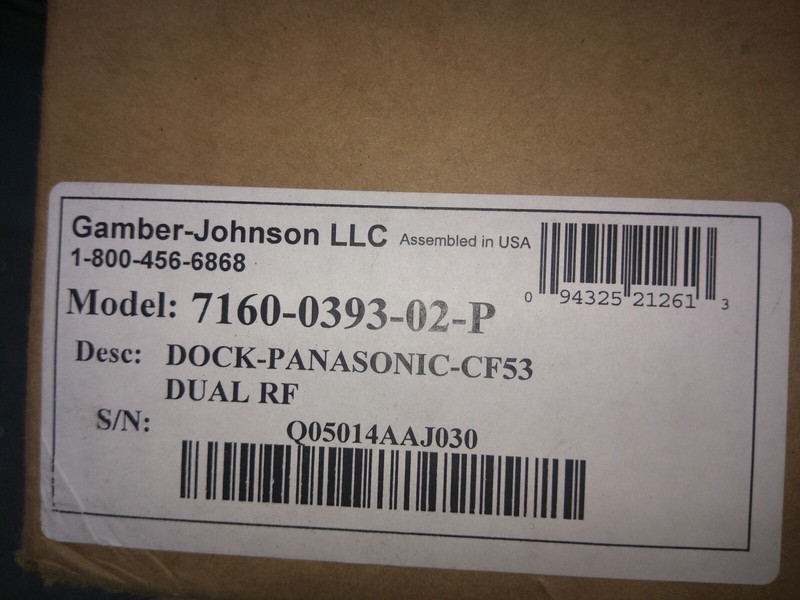 Gamber-Johnson LLC Assembled in USA
1-800-456-6868
0 94325 21261 3
Model: 7160-0393-02-P
Desc: DOCK-PANASONIC-CF53
DUAL RF
S/N: Q05014AAJ030